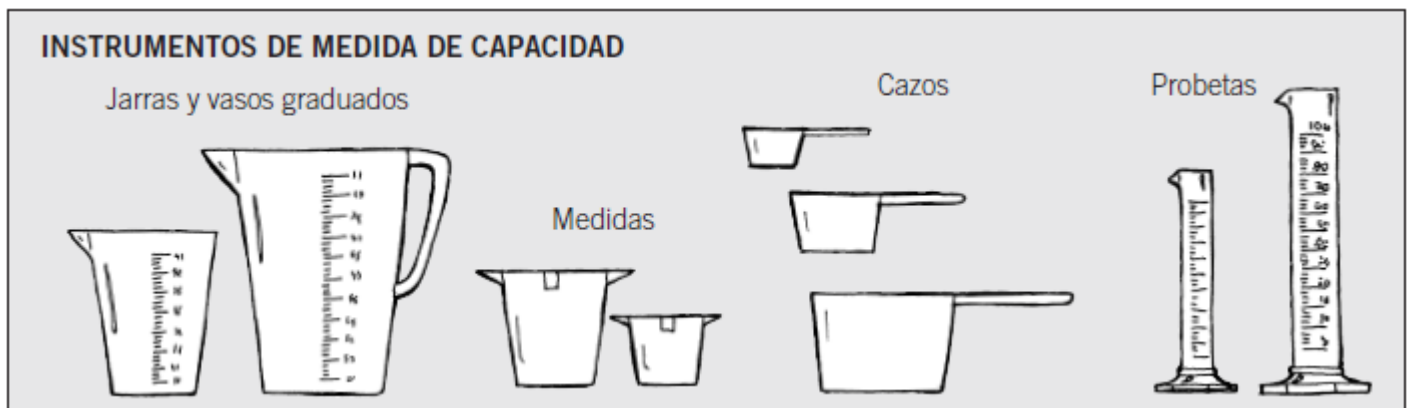 INSTRUMENTOS DE MEDIDA DE CAPACIDAD
Jarras y vasos graduados
Medidas
Cazos
Probetas